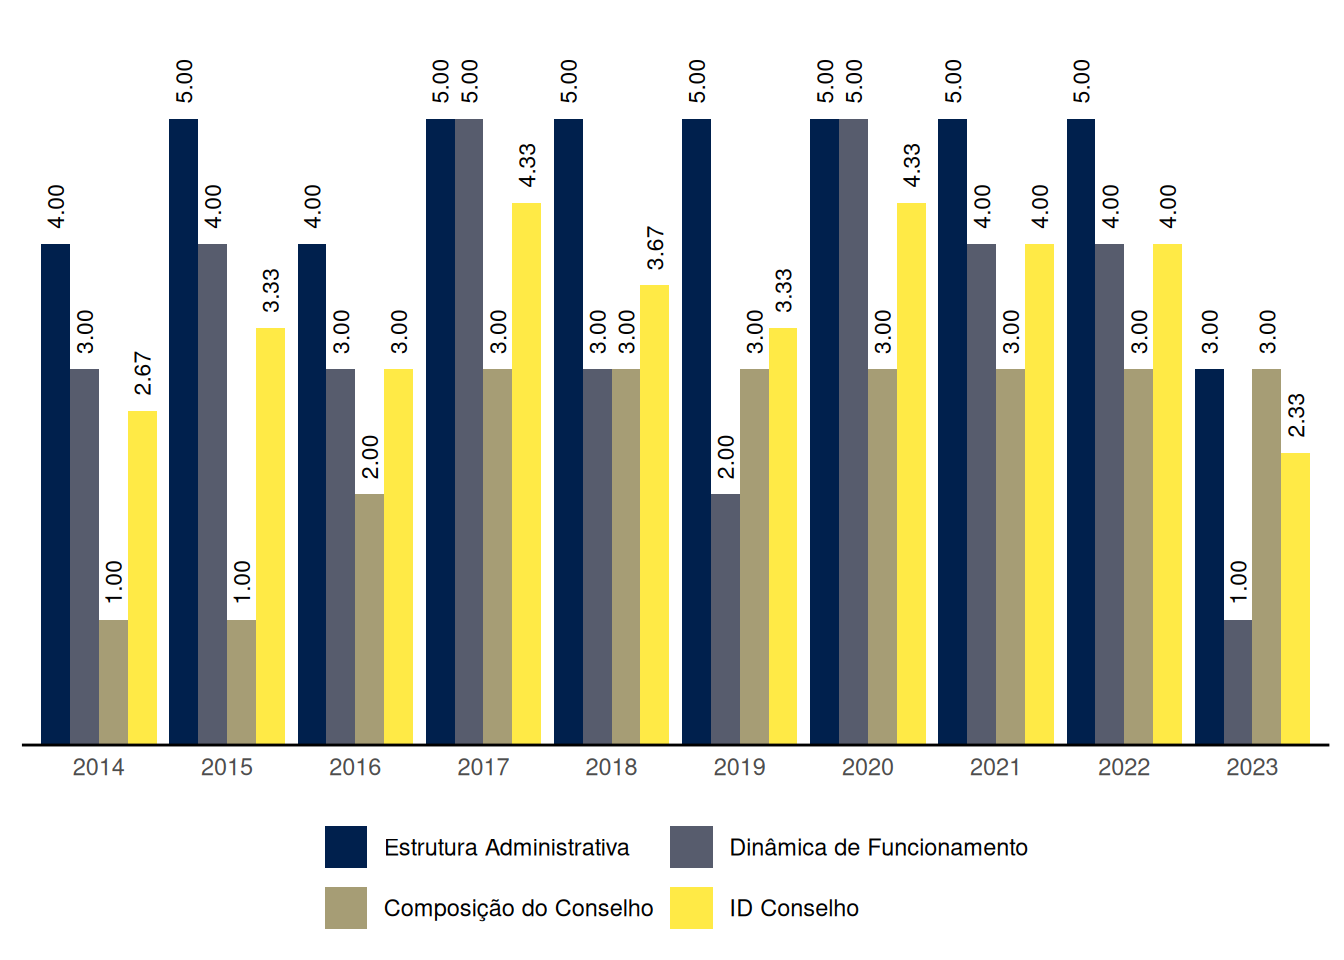 4.00 3.00 1.00 2.67
5.00 4.00 1.00 3.33
4.00 3.00 2.00 3.00
5.00 5.00 3.00 4.33
5.00 3.00 3.00 3.67
5.00 2.00 3.00 3.33
5.00 5.00 3.00 4.33
5.00 4.00 3.00 4.00
5.00 4.00 3.00 4.00
3.00 1.00 3.00 2.33
2014 2015 2016 2017 2018 2019 2020 2021 2022 2023
Estrutura Administrativa Dinâmica de Funcionamento
Composição do Conselho ID Conselho